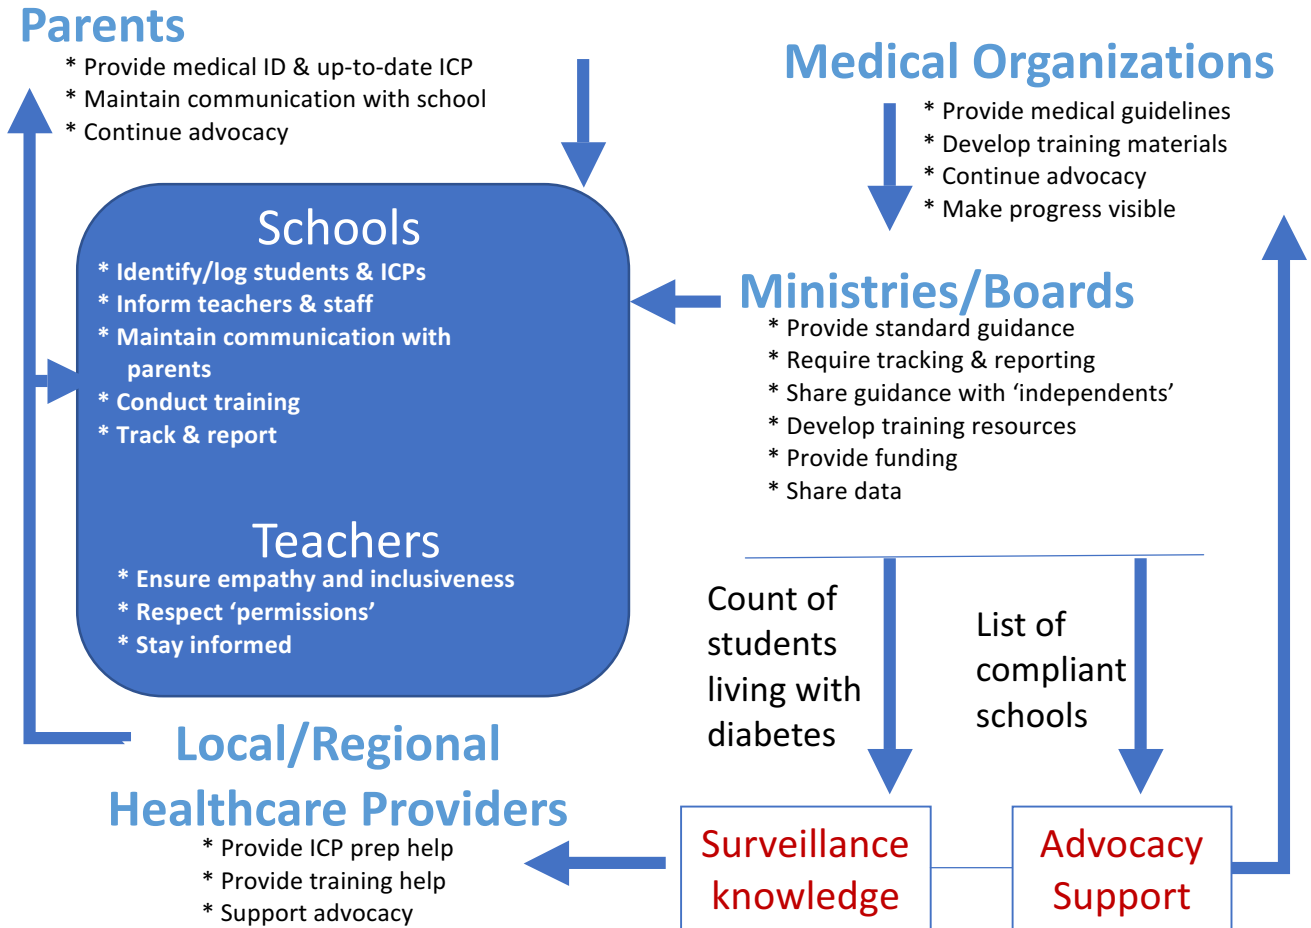 Parents
* Provide medical ID & up-to-date ICP
* Maintain communication with school
* Continue advocacy
Medical Organizations
* Provide medical guidelines
* Develop training materials
* Continue advocacy
* Make progress visible
Schools
* Identify/log students & ICPs
* Inform teachers & staff
* Maintain communication with
parents
* Conduct training
* Track & report
Teachers
* Ensure empathy and inclusiveness
* Respect ‘permissions’
* Stay informed
Ministries/Boards
* Provide standard guidance
* Require tracking & reporting
* Share guidance with ‘independents’
* Develop training resources
* Provide funding
* Share data
Count of
students
living with
diabetes
List of
compliant
schools
Local/Regional
Healthcare Providers
* Provide ICP prep help
* Provide training help
* Support advocacy
Surveillance
knowledge
Advocacy
Support